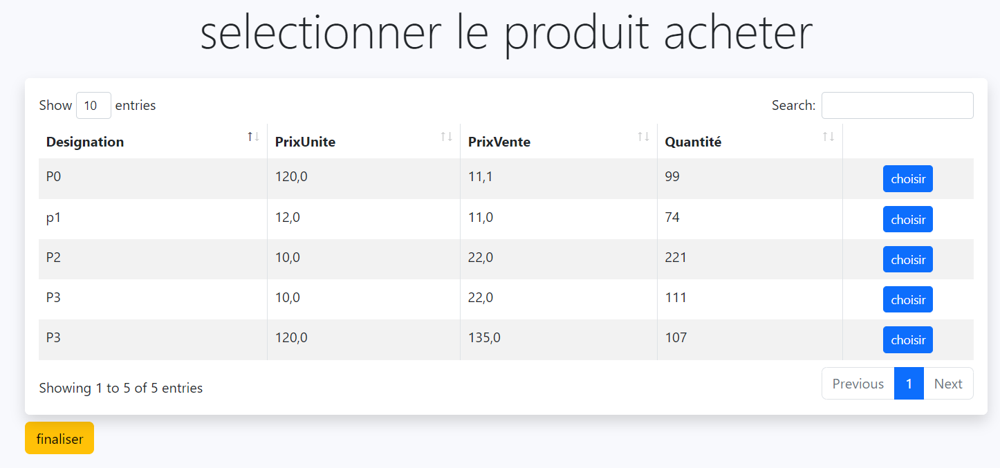 selectionner le produit acheter
Show 10 entries Search:
Designation PrixUnite PrixVente Quantité
P0 120,0 11,1 99 choisir
p1 12,0 11,0 74 choisir
P2 10,0 22,0 221 choisir
P3 10,0 22,0 111 choisir
P3 120,0 135,0 107 choisir
Showing 1 to 5 of 5 entries Previous 1 Next
finaliser